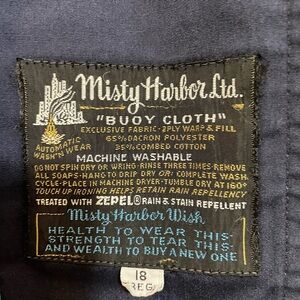 Misty Harbor Ltd.
"BUOY CLOTH"
EXCLUSIVE FABRIC-2PLY WARP & FILL
65% DACRON POLYESTER
35% COMBED COTTON
AUTOMATIC
WASH'N WEAR
MACHINE WASHABLE
DO NOT SPIN DRY OR WRING-RINSE THREE TIMES-REMOVE
ALL SOAPS-HANG TO DRIP DRY OR-COMPLETE WASH.
CYCLE-PLACE IN MACHINE DRYER-TUMBLE DRY AT 160°
TOUCH UP IRONING HELPS RETAIN RAIN REPELLENCY
TREATED WITH ZEPEL® RAIN & STAIN REPELLENT
Misty Harbor Wish
HEALTH TO WEAR THIS-
STRENGTH TO TEAR THIS-
AND WEALTH TO BUY A NEW ONE
18
REG